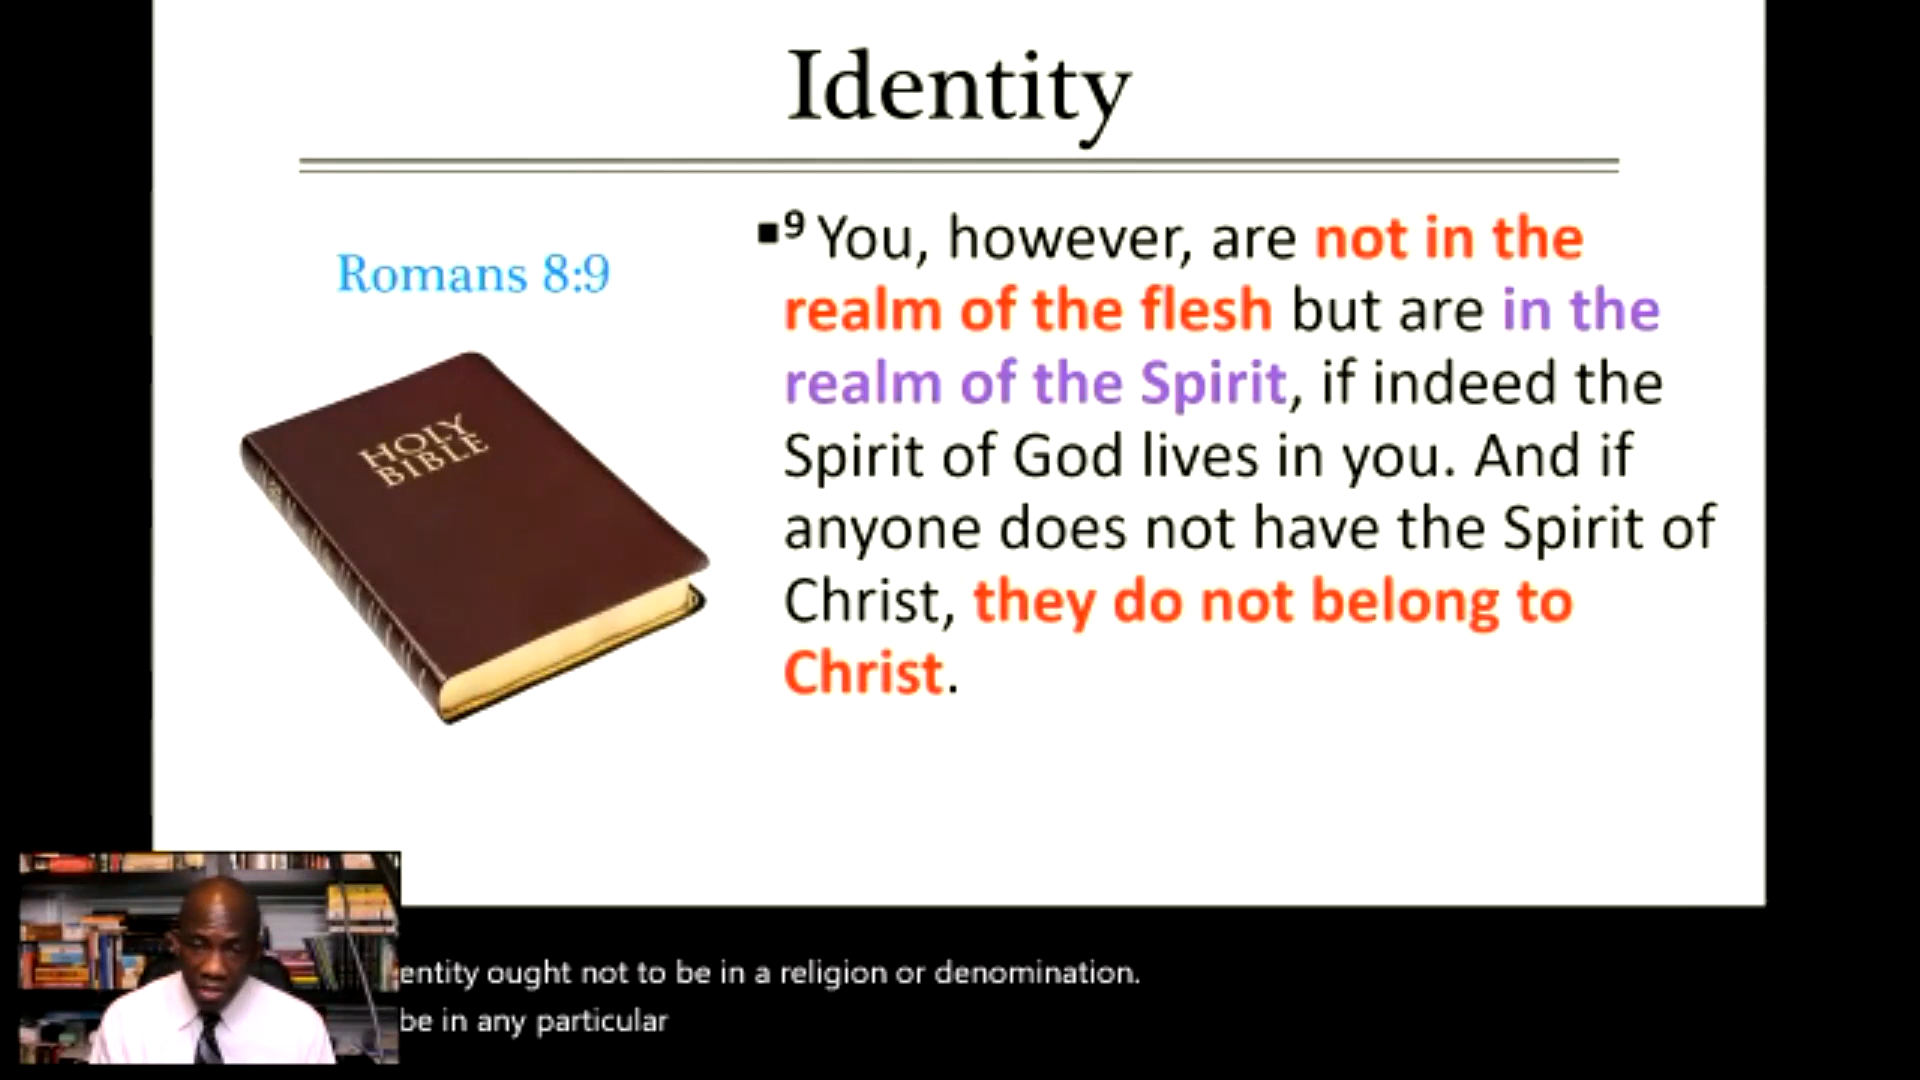 Identity
Romans 8:9
HOLY
BIBLE
▪9 You, however, are not in the
realm of the flesh but are in the
realm of the Spirit, if indeed the
Spirit of God lives in you. And if
anyone does not have the Spirit of
Christ, they do not belong to
Christ.
entity ought not to be in a religion or denomination.
be in any particular